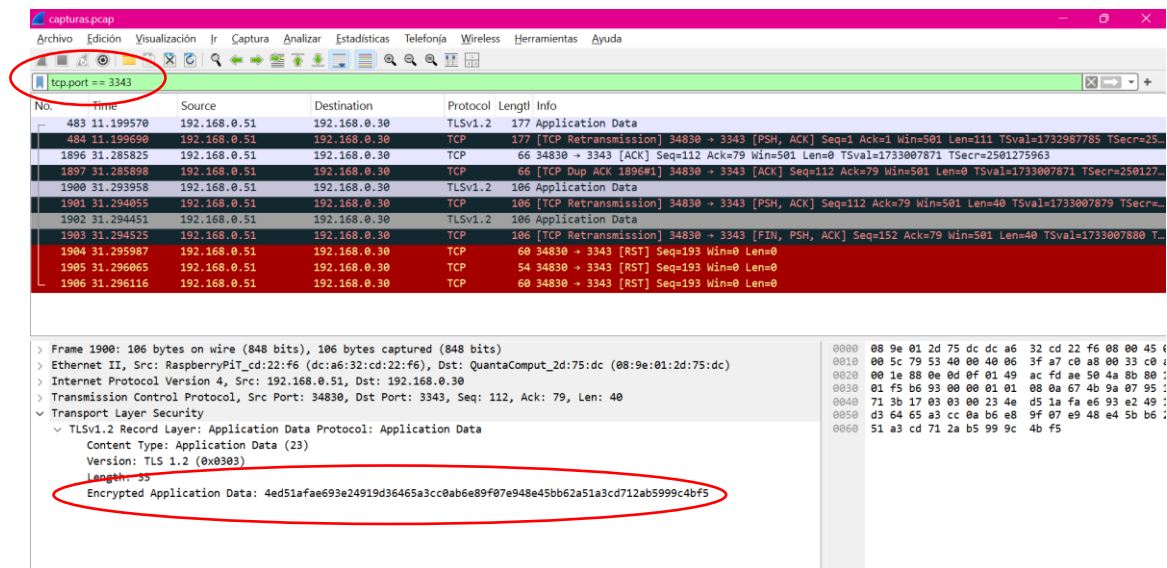 capturas.pcap
Archivo Edición Visualización Ir Captura Analizar Estadísticas Telefonía Wireless Herramientas Ayuda
tcp.port == 3343
No. Time Source Destination Protocol Lengtl Info
483 11.199570 192.168.0.51 192.168.0.30 TLSv1.2 177 Application Data
484 11.199690 192.168.0.51 192.168.0.30 TCP 177 [TCP Retransmission] 34830 → 3343 [PSH, ACK] Seq=1 Ack=1 Win=501 Len=111 TSval=1732987785 TSecr=25…
1896 31.285825 192.168.0.51 192.168.0.30 TCP 66 34830 → 3343 [ACK] Seq=112 Ack=79 Win=501 Len=0 TSval=1733007871 TSecr=2501275963
1897 31.285898 192.168.0.51 192.168.0.30 TCP 66 [TCP Dup ACK 1896#1] 34830 → 3343 [ACK] Seq=112 Ack=79 Win=501 Len=0 TSval=1733007871 TSecr=250127…
1900 31.293958 192.168.0.51 192.168.0.30 TLSv1.2 106 Application Data
1901 31.294055 192.168.0.51 192.168.0.30 TCP 106 [TCP Retransmission] 34830 → 3343 [PSH, ACK] Seq=112 Ack=79 Win=501 Len=40 TSval=1733007879 TSecr=…
1902 31.294451 192.168.0.51 192.168.0.30 TLSv1.2 106 Application Data
1903 31.294525 192.168.0.51 192.168.0.30 TCP 106 [TCP Retransmission] 34830 → 3343 [FIN, PSH, ACK] Seq=152 Ack=79 Win=501 Len=40 TSval=1733007880 T…
1904 31.295987 192.168.0.51 192.168.0.30 TCP 60 34830 → 3343 [RST] Seq=193 Win=0 Len=0
1905 31.296065 192.168.0.51 192.168.0.30 TCP 54 34830 → 3343 [RST] Seq=193 Win=0 Len=0
1906 31.296116 192.168.0.51 192.168.0.30 TCP 60 34830 → 3343 [RST] Seq=193 Win=0 Len=0
Frame 1900: 106 bytes on wire (848 bits), 106 bytes captured (848 bits)
Ethernet II, Src: RaspberryPiT_cd:22:f6 (dc:a6:32:cd:22:f6), Dst: QuantaComput_2d:75:dc (08:9e:01:2d:75:dc)
Internet Protocol Version 4, Src: 192.168.0.51, Dst: 192.168.0.30
Transmission Control Protocol, Src Port: 34830, Dst Port: 3343, Seq: 112, Ack: 79, Len: 40
Transport Layer Security
TLSv1.2 Record Layer: Application Data Protocol: Application Data
Content Type: Application Data (23)
Version: TLS 1.2 (0x0303)
Length: 35
Encrypted Application Data: 4ed51afae693e24919d36465a3cc0ab6e89f07e948e45bb62a51a3cd712ab5999c4bf5
0000 08 9e 01 2d 75 dc dc a6 32 cd 22 f6 08 00 45
0010 00 5c 79 53 40 00 40 06 3f a7 c0 a8 00 33 c0
0020 00 1e 88 0e 0d 0f 01 49 ac fd ae 50 4a 8b 80
0030 01 f5 b6 93 00 00 01 01 08 0a 67 4b 9a 07 95
0040 71 3b 17 03 03 00 23 4e d5 1a fa e6 93 e2 49
0050 d3 64 65 a3 cc 0a b6 e8 9f 07 e9 48 e4 5b b6
0060 51 a3 cd 71 2a b5 99 9c 4b f5